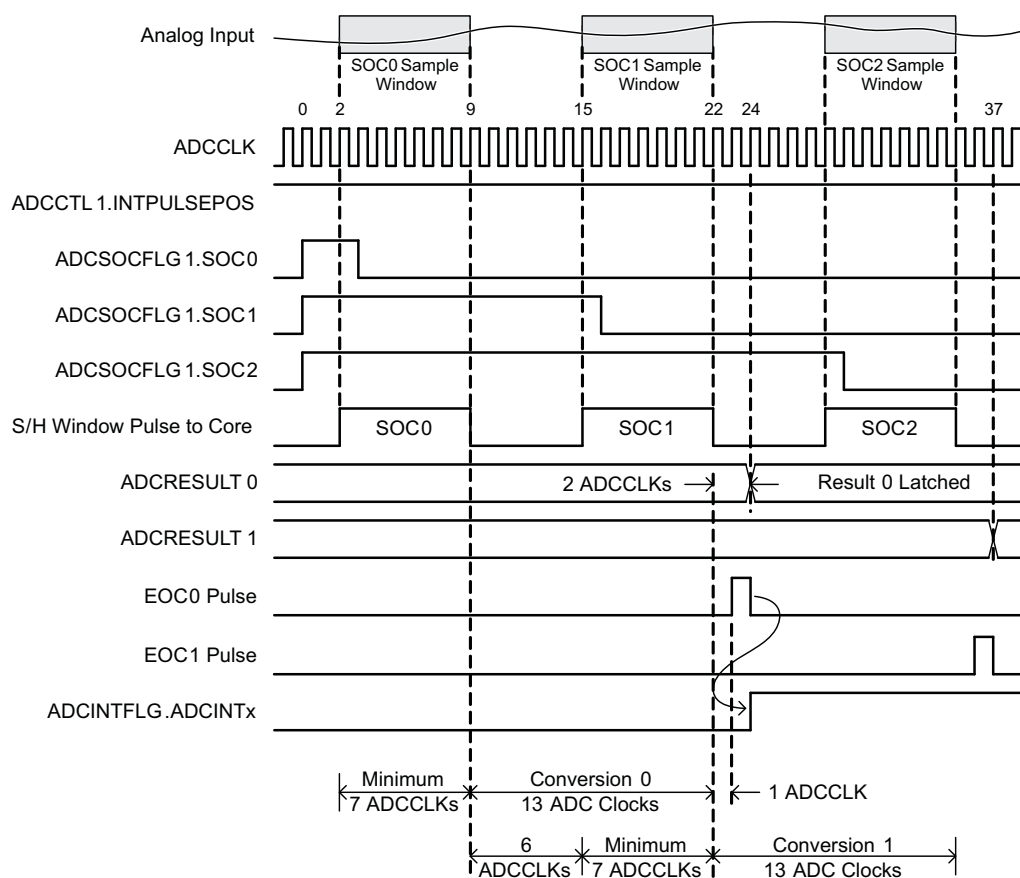 Analog Input
SOC0 Sample
Window
SOC1 Sample
Window
SOC2 Sample
Window
0 2 9 15 22 24 37
ADCCLK
ADCCTL 1.INTPULSEPOS
ADCSOCFLG 1.SOC0
ADCSOCFLG 1.SOC1
ADCSOCFLG 1.SOC2
S/H Window Pulse to Core SOC0 SOC1 SOC2
ADCRESULT 0 2 ADCCLKs Result 0 Latched
ADCRESULT 1
EOC0 Pulse
EOC1 Pulse
ADCINTFLG .ADCINTx
Minimum
7 ADCCLKs
Conversion 0
13 ADC Clocks
1 ADCCLK
6
ADCCLKs
Minimum
7 ADCCLKs
Conversion 1
13 ADC Clocks